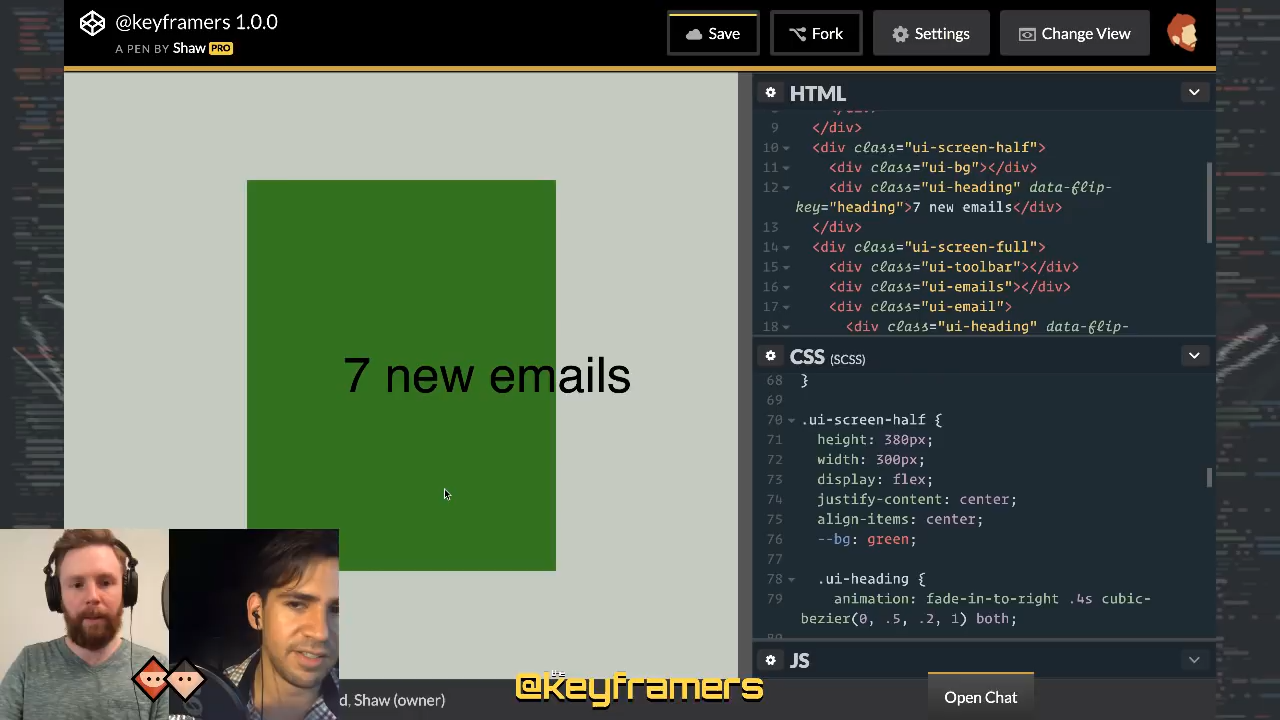 @keyframers 1.0.0
A PEN BY Shaw PRO
Save
Fork
Settings
Change View
7 new emails
HTML
9 </div>
10 <div class="ui-screen-half">
11 <div class="ui-bg"></div>
12 <div class="ui-heading" data-flip-
key="heading">7 new emails</div>
13 </div>
14 <div class="ui-screen-full">
15 <div class="ui-toolbar"></div>
16 <div class="ui-emails"></div>
17 <div class="ui-email">
18 <div class="ui-heading" data-flip-
CSS (SCSS)
68 }
69
70 .ui-screen-half {
71 height: 380px;
72 width: 300px;
73 display: flex;
74 justify-content: center;
75 align-items: center;
76 --bg: green;
77
78 .ui-heading {
79 animation: fade-in-to-right .4s cubic-
bezier(0, .5, .2, 1) both;
JS
d, Shaw (owner)
@keyframers
Open Chat